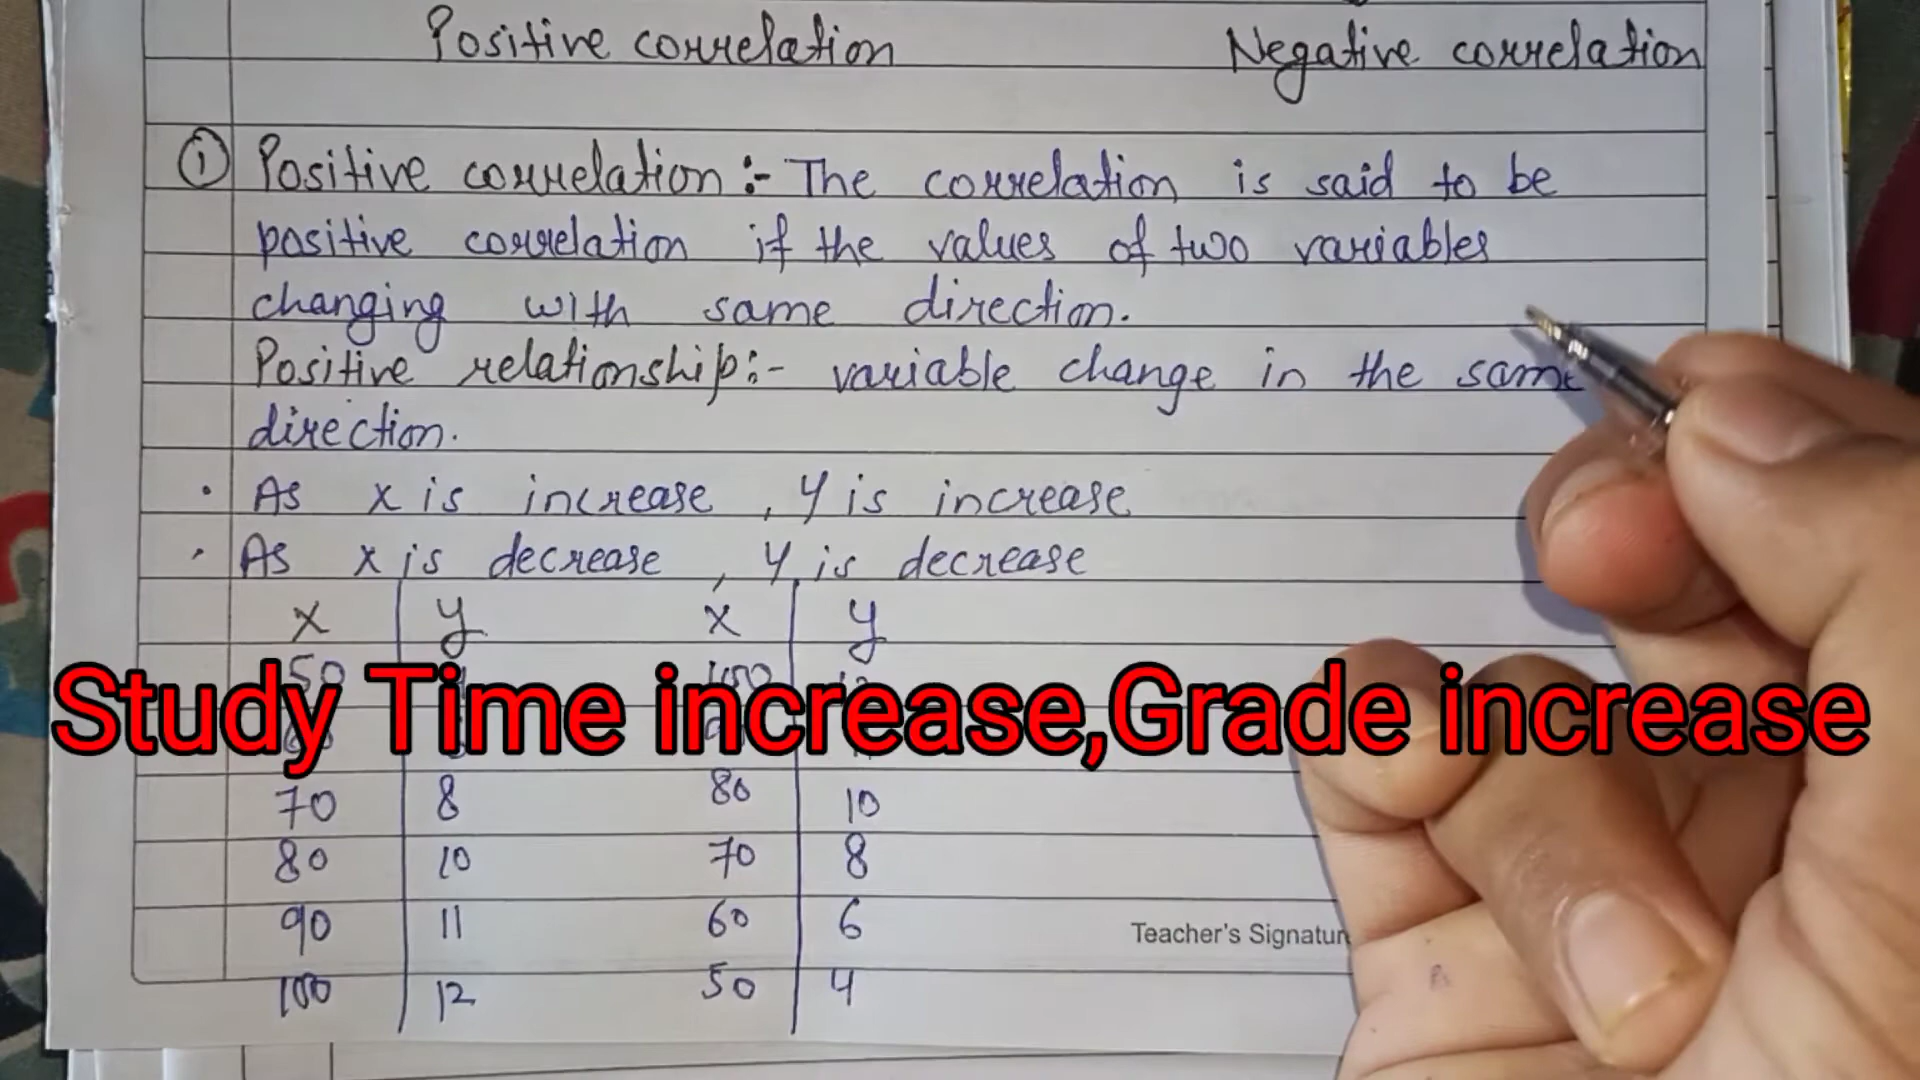 Positive correlation Negative correlation
① Positive correlation :- The correlation is said to be
positive correlation if the values of two variables
changing with same direction.
Positive relationship:- variable change in the same
direction.
. As x is increase , y is increase
. As x is decrease , y is decrease
x y x y
50 100
Study Time increase,Grade increase
70 8 80 10
80 10 70 8
90 11 60 6
Teacher's Signatur
100 12 50 4